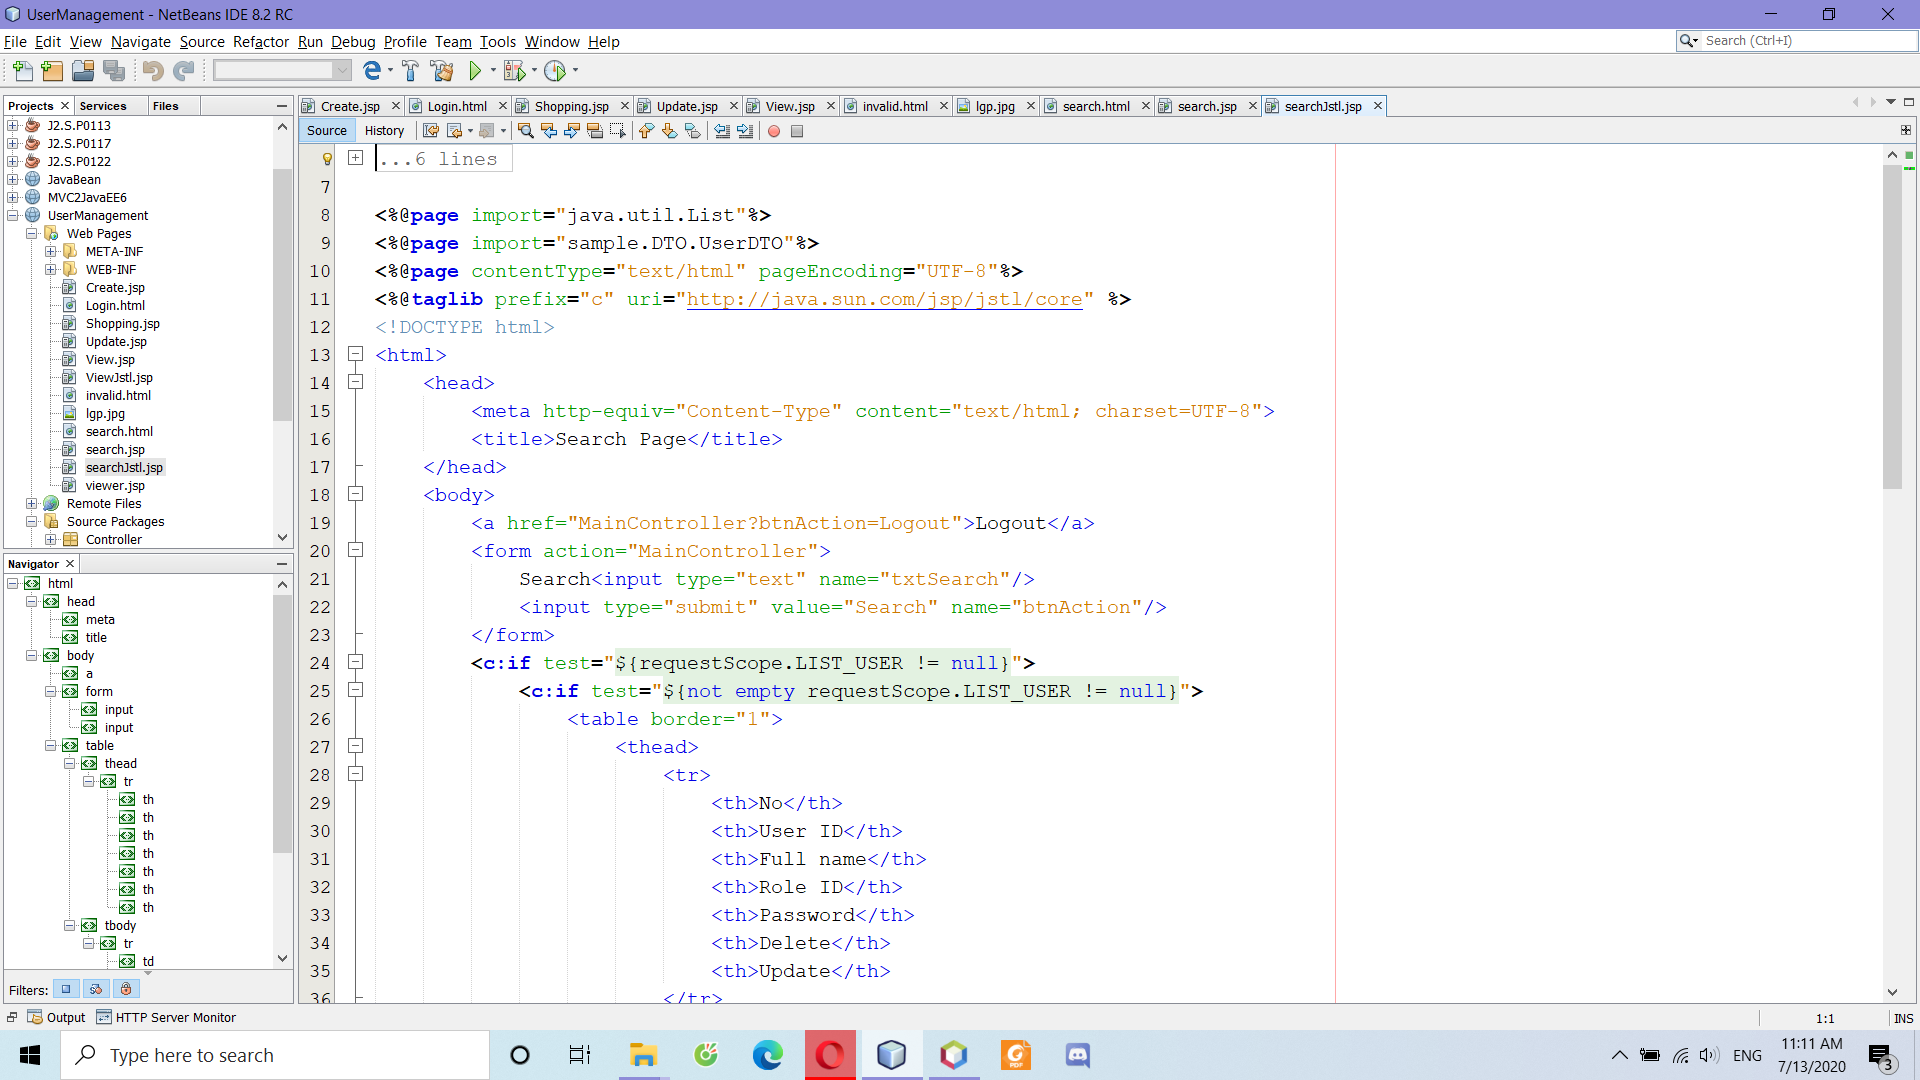 UserManagement - NetBeans IDE 8.2 RC
File Edit View Navigate Source Refactor Run Debug Profile Team Tools Window Help
Search (Ctrl+I)
Projects
Services
Files
J2.S.P0113
J2.S.P0117
J2.S.P0122
JavaBean
MVC2JavaEE6
UserManagement
Web Pages
META-INF
WEB-INF
Create.jsp
Login.html
Shopping.jsp
Update.jsp
View.jsp
ViewJstl.jsp
invalid.html
lgp.jpg
search.html
search.jsp
searchJstl.jsp
viewer.jsp
Remote Files
Source Packages
Controller
Navigator
html
head
meta
title
body
a
form
input
input
table
thead
tr
th
th
th
th
th
th
th
tbody
tr
td
Filters:
Create.jsp Login.html Shopping.jsp Update.jsp View.jsp invalid.html lgp.jpg search.html search.jsp searchJstl.jsp
Source History
...6 lines
7
8 <%@page import="java.util.List"%>
9 <%@page import="sample.DTO.UserDTO"%>
10 <%@page contentType="text/html" pageEncoding="UTF-8"%>
11 <%@taglib prefix="c" uri="http://java.sun.com/jsp/jstl/core" %>
12 <!DOCTYPE html>
13 <html>
14 <head>
15 <meta http-equiv="Content-Type" content="text/html; charset=UTF-8">
16 <title>Search Page</title>
17 </head>
18 <body>
19 <a href="MainController?btnAction=Logout">Logout</a>
20 <form action="MainController">
21 Search<input type="text" name="txtSearch"/>
22 <input type="submit" value="Search" name="btnAction"/>
23 </form>
24 <c:if test="${requestScope.LIST_USER != null}">
25 <c:if test="${not empty requestScope.LIST_USER != null}">
26 <table border="1">
27 <thead>
28 <tr>
29 <th>No</th>
30 <th>User ID</th>
31 <th>Full name</th>
32 <th>Role ID</th>
33 <th>Password</th>
34 <th>Delete</th>
35 <th>Update</th>
36 </tr>
Output
HTTP Server Monitor
1:1
INS
Type here to search
PDF
ENG
11:11 AM
7/13/2020
3